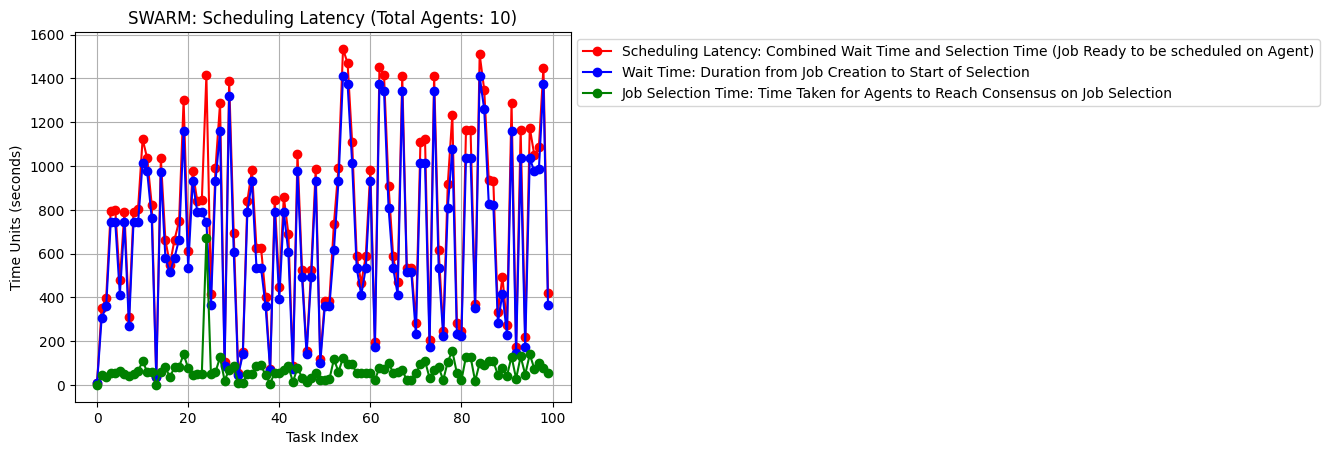 SWARM: Scheduling Latency (Total Agents: 10)
Scheduling Latency: Combined Wait Time and Selection Time (Job Ready to be scheduled on Agent)
Wait Time: Duration from Job Creation to Start of Selection
Job Selection Time: Time Taken for Agents to Reach Consensus on Job Selection
Time Units (seconds)
1600
1400
1200
1000
800
600
400
200
0
0 20 40 60 80 100
Task Index